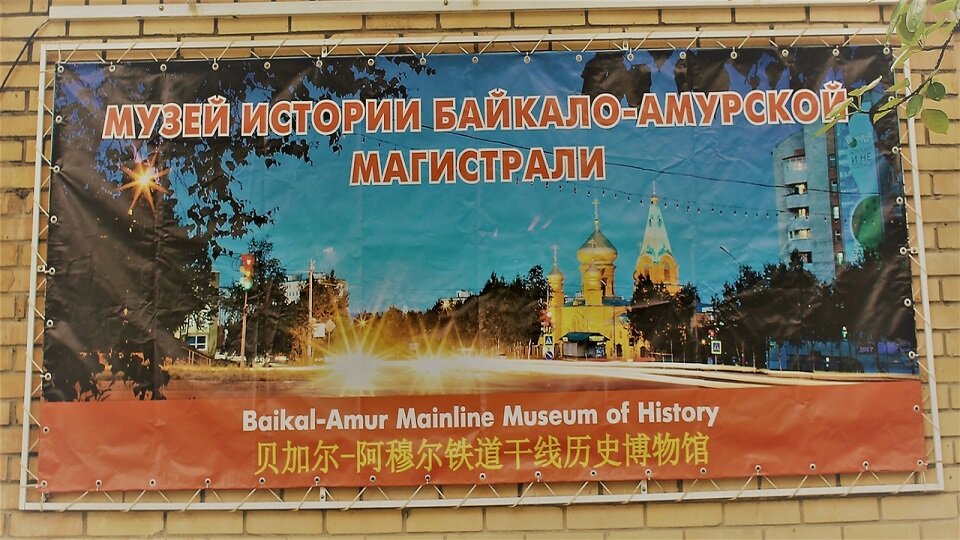 МУЗЕЙ ИСТОРИИ БАЙКАЛО-АМУРСКОЙ
МАГИСТРАЛИ
Baikal-Amur Mainline Museum of History
贝加尔-阿穆尔铁道干线历史博物馆